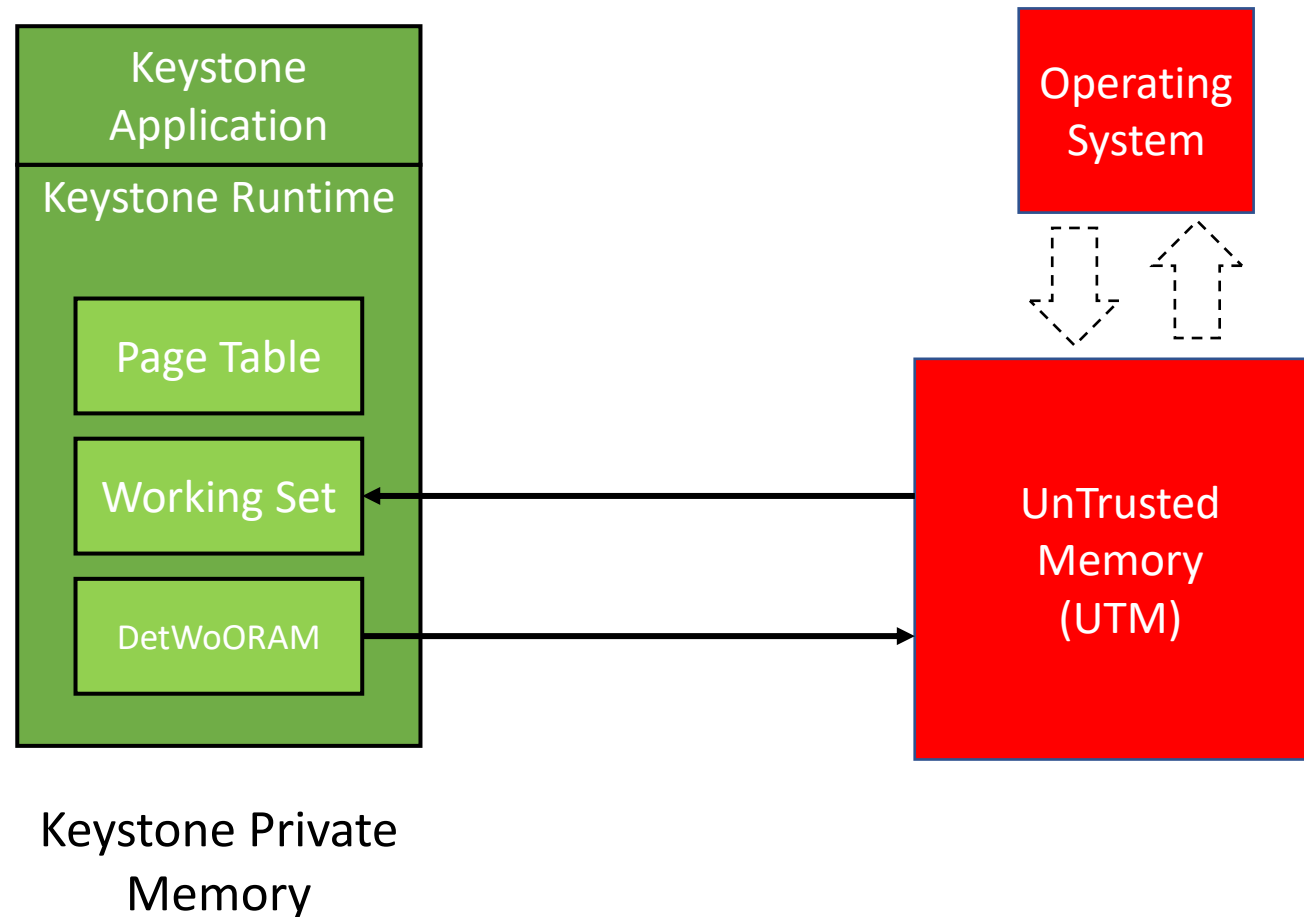 Keystone
Application
Keystone Runtime
Page Table
Working Set
DetWoORAM
Keystone Private
Memory
Operating
System
UnTrusted
Memory
(UTM)